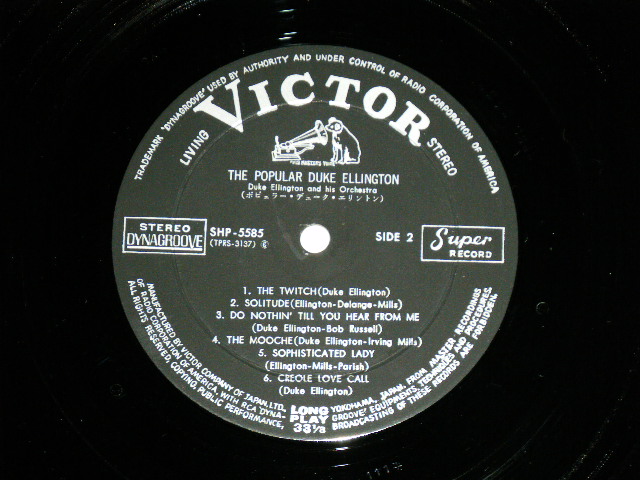 TRADEMARK "DYNAGROOVE" USED BY AUTHORITY AND UNDER CONTROL OF RADIO CORPORATION OF AMERICA
LIVING VICTOR STEREO
"HIS MASTER'S VOICE"
THE POPULAR DUKE ELLINGTON
Duke Ellington and his Orchestra
(ポピュラー・デューク・エリントン)
STEREO
DYNAGROOVE
SHP-5585
(TPRS-3137) Ⓒ
SIDE 2
Super
RECORD
1. THE TWITCH(Duke Ellington)
2. SOLITUDE(Ellington-Delange-Mills)
3. DO NOTHIN' TILL YOU HEAR FROM ME
(Duke Ellington-Bob Russell)
4. THE MOOCHE(Duke Ellington-Irving Mills)
5. SOPHISTICATED LADY
(Ellington-Mills-Parish)
6. CREOLE LOVE CALL
(Duke Ellington)
LONG
PLAY
33⅓
MANUFACTURED BY VICTOR COMPANY OF JAPAN, LTD., YOKOHAMA, JAPAN, FROM MASTER RECORDINGS
OF RADIO CORPORATION OF AMERICA, WITH RCA DYNA-GROOVE EQUIPMENTS, TECHNIQUES AND PROCEDURES.
ALL RIGHTS RESERVED, COPYING PUBLIC PERFORMANCE, BROADCASTING OF THESE RECORDS ARE FORBIDDEN.